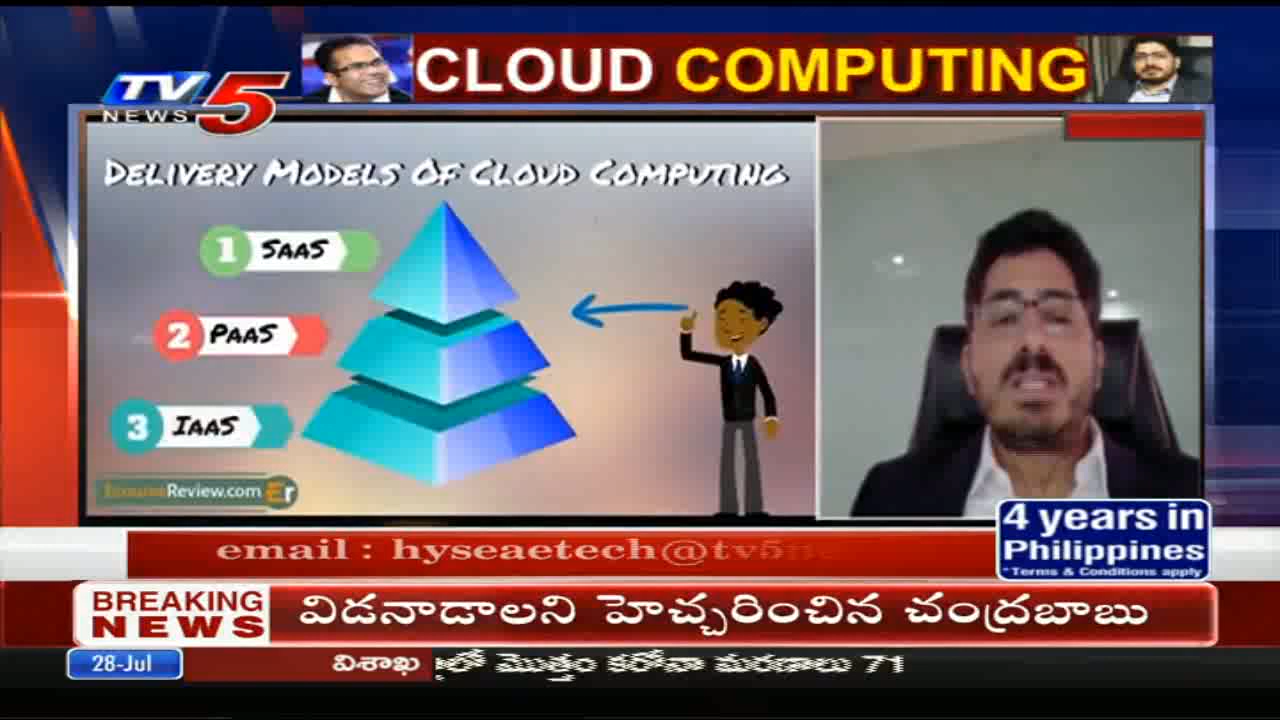 CLOUD COMPUTING
TV5
NEWS
DELIVERY MODELS OF CLOUD COMPUTING
1 SAAS
2 PAAS
3 IAAS
Review.com Er
4 years in
Philippines
*Terms & Conditions apply
email : hyseaetech@tv5
BREAKING
NEWS
విడనాడాలని హెచ్చరించిన చంద్రబాబు
28-Jul
విశాఖ లో మొత్తం కరోనా మరణాలు 71